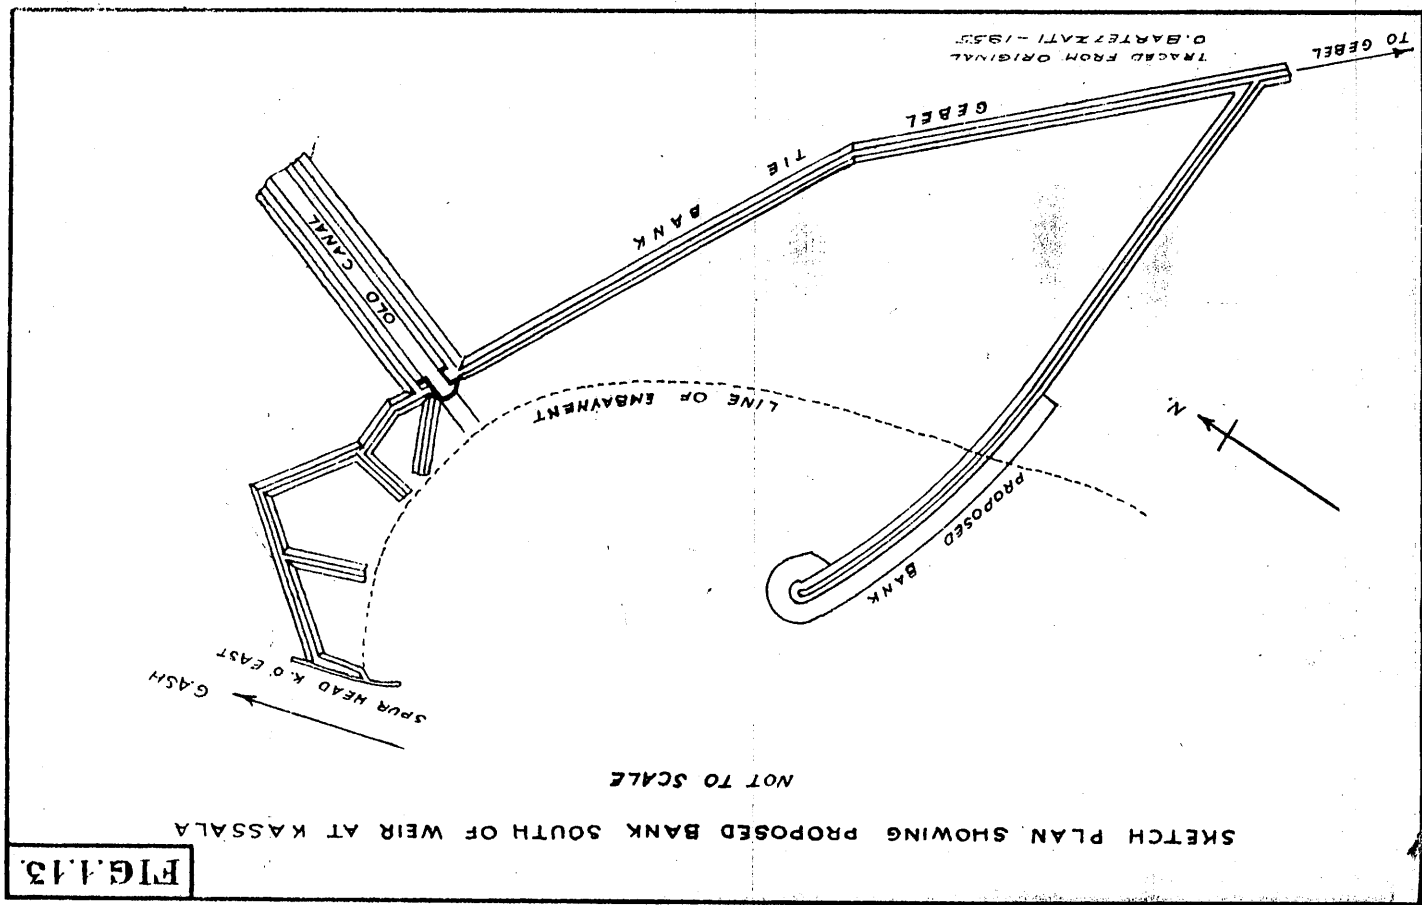 FIG. 1.13.
SKETCH PLAN SHOWING PROPOSED BANK SOUTH OF WEIR AT KASSALA
NOT TO SCALE
GASH
SPUR HEAD K.O EAST
PROPOSED BANK
N.
LINE OF EMBAYMENT
OLD CANAL
GEBEL TIE BANK
TO GEBEL
TRACED FROM ORIGINAL
O. BARTEZZATI - 1955